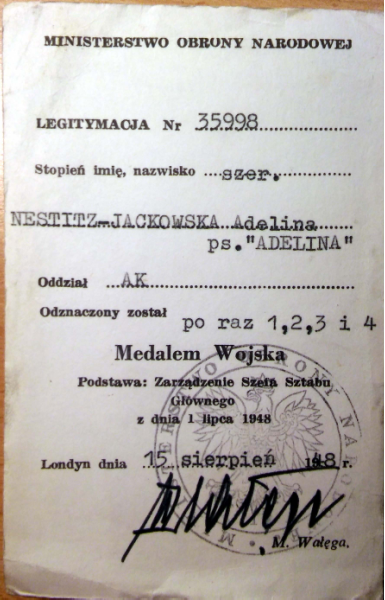 MINISTERSTWO OBRONY NARODOWEJ
LEGITYMACJA Nr 35998
Stopień imię, nazwisko szer.
NESTITZ-JACKOWSKA Adelina
ps."ADELINA"
Oddział AK
Odznaczony został po raz 1,2,3 i 4
Medalem Wojska
Podstawa: Zarządzenie Szefa Sztabu
Głównego
z dnia 1 lipca 1948
Londyn dnia 15 sierpień 1948 r.
M. Wałęga.